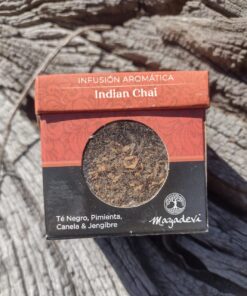 INFUSIÓN AROMÁTICA
Indian Chai
Té Negro, Pimienta,
Canela & Jengibre
Mayadevi